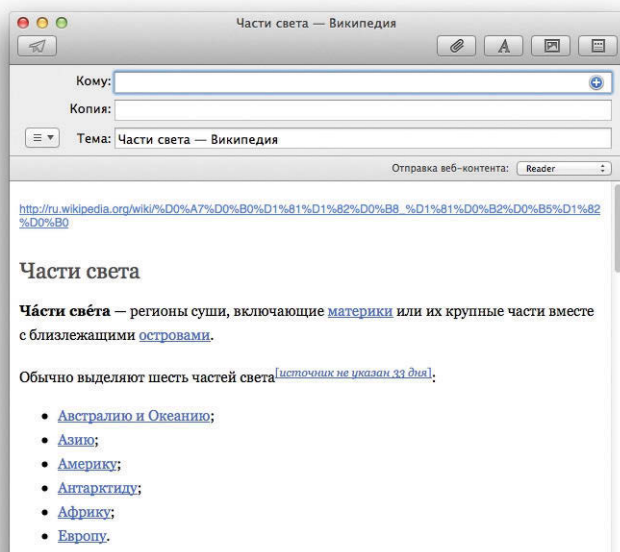 Части света — Википедия
Кому:
Копия:
Тема: Части света — Википедия
Отправка веб-контента: Reader
http://ru.wikipedia.org/wiki/%D0%A7%D0%B0%D1%81%D1%82%D0%B8_%D1%81%D0%B2%D0%B5%D1%82
%D0%B0
Части света
Ча́сти све́та — регионы суши, включающие материки или их крупные части вместе
с близлежащими островами.
Обычно выделяют шесть частей света[источник не указан 33 дня]:
• Австралию и Океанию;
• Азию;
• Америку;
• Антарктиду;
• Африку;
• Европу.